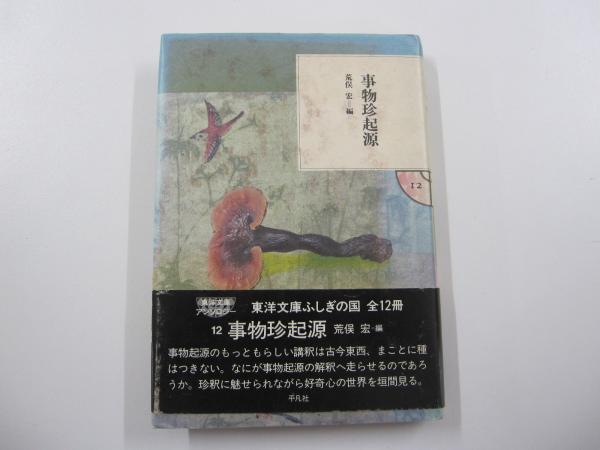 事物珍起源
荒俣 宏=編
12
東洋文庫
アンソロジー
東洋文庫ふしぎの国 全12冊
12 事物珍起源 荒俣 宏=編
事物起源のもっともらしい講釈は古今東西、まことに種
はつきない。なにが事物起源の解釈へ走らせるのであろ
うか。珍釈に魅せられながら好奇心の世界を垣間見る。
平凡社